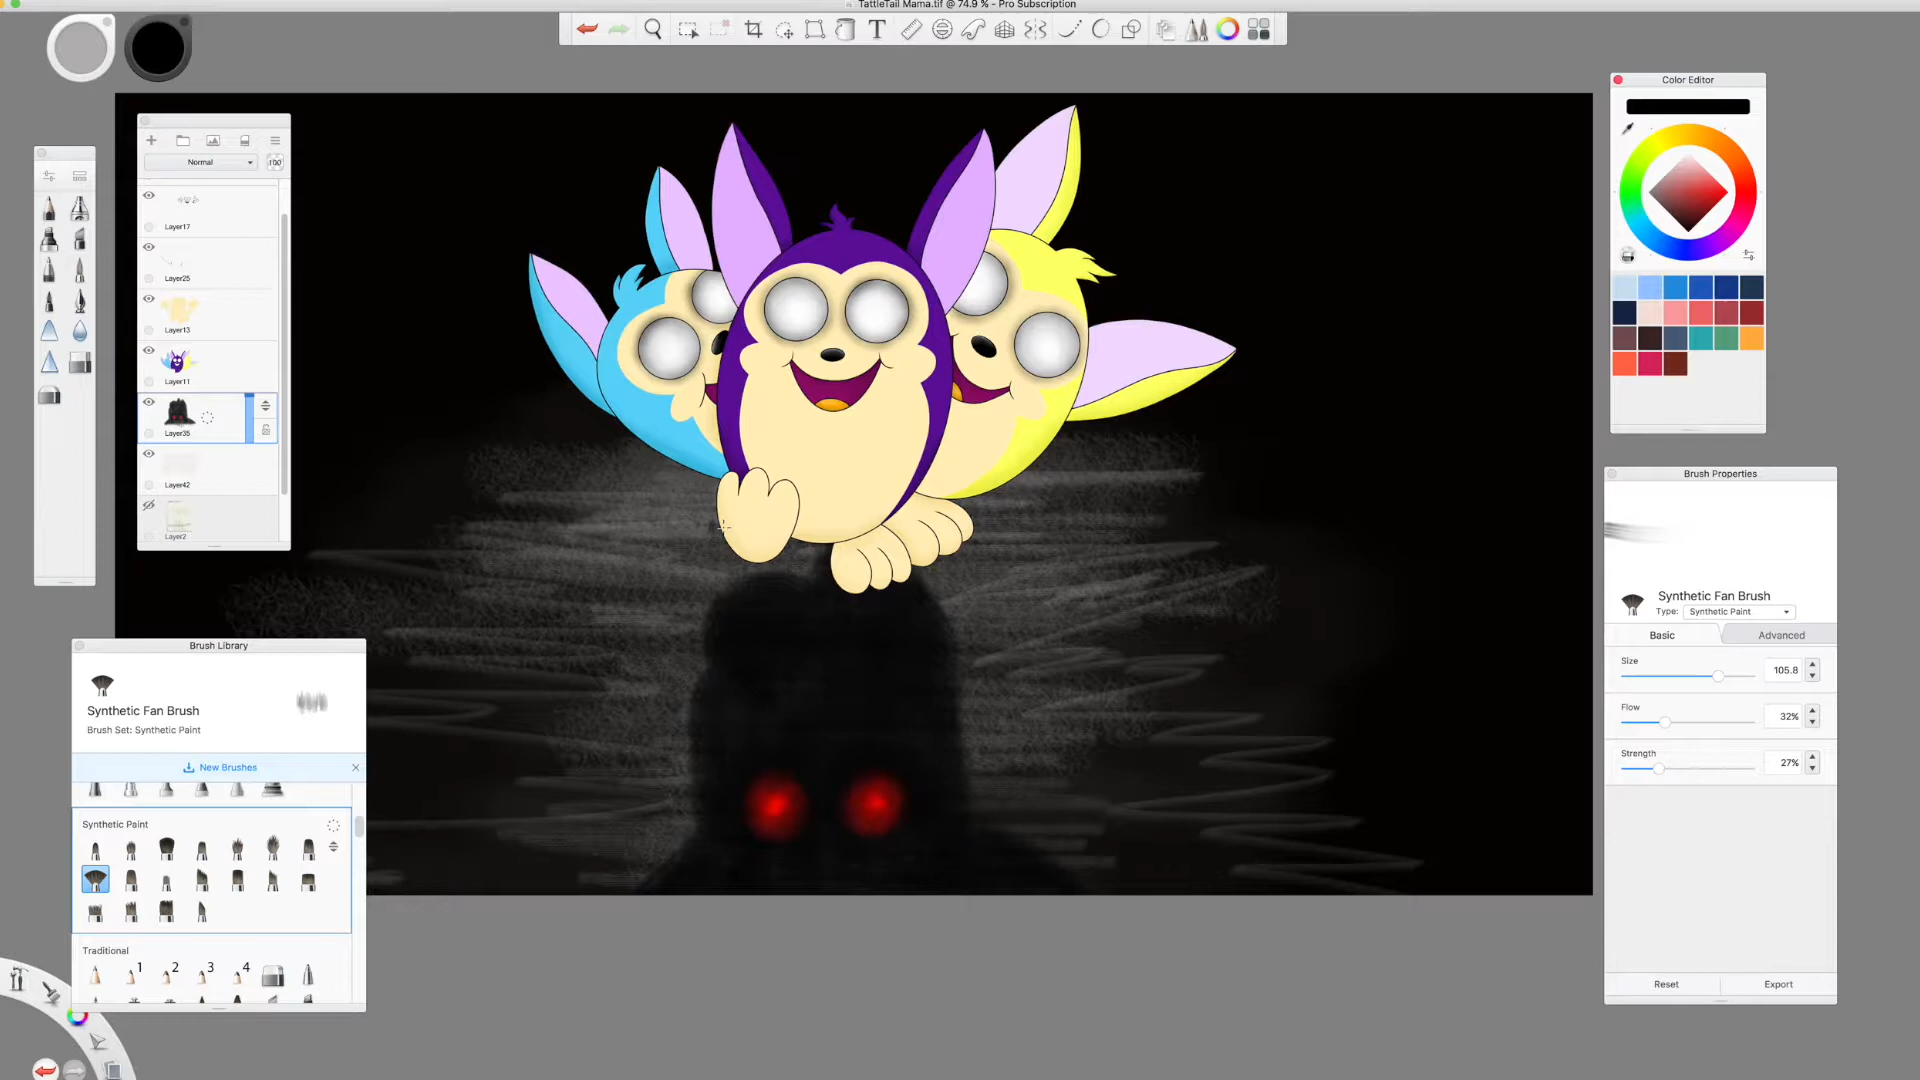 TattleTail Mama.tif @ 74.9 % - Pro Subscription
T
Normal
100
Layer17
Layer25
Layer13
Layer11
Layer35
Layer42
Layer2
Color Editor
Brush Properties
Synthetic Fan Brush
Type: Synthetic Paint
Basic
Advanced
Size
105.8
Flow
32%
Strength
27%
Reset
Export
Brush Library
Synthetic Fan Brush
Brush Set: Synthetic Paint
New Brushes
Synthetic Paint
Traditional
1 2 3 4